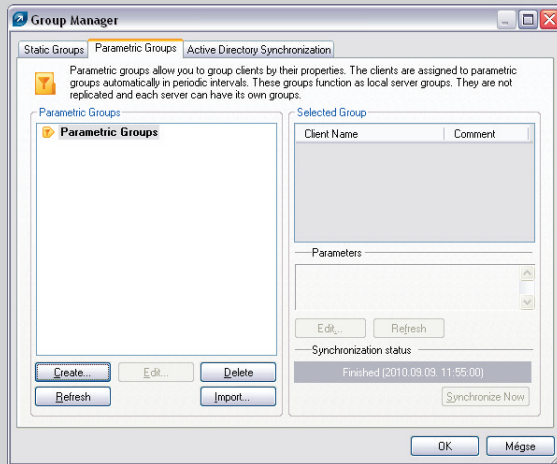 Group Manager
Static Groups
Parametric Groups
Active Directory Synchronization
Parametric groups allow you to group clients by their properties. The clients are assigned to parametric
groups automatically in periodic intervals. These groups function as local server groups. They are not
replicated and each server can have its own groups.
Parametric Groups
Parametric Groups
Create...
Edit...
Delete
Refresh
Import...
Selected Group
Client Name
Comment
Parameters
Edit...
Refresh
Synchronization status
Finished (2010.09.09. 11:55:00)
Synchronize Now
OK
Mégse